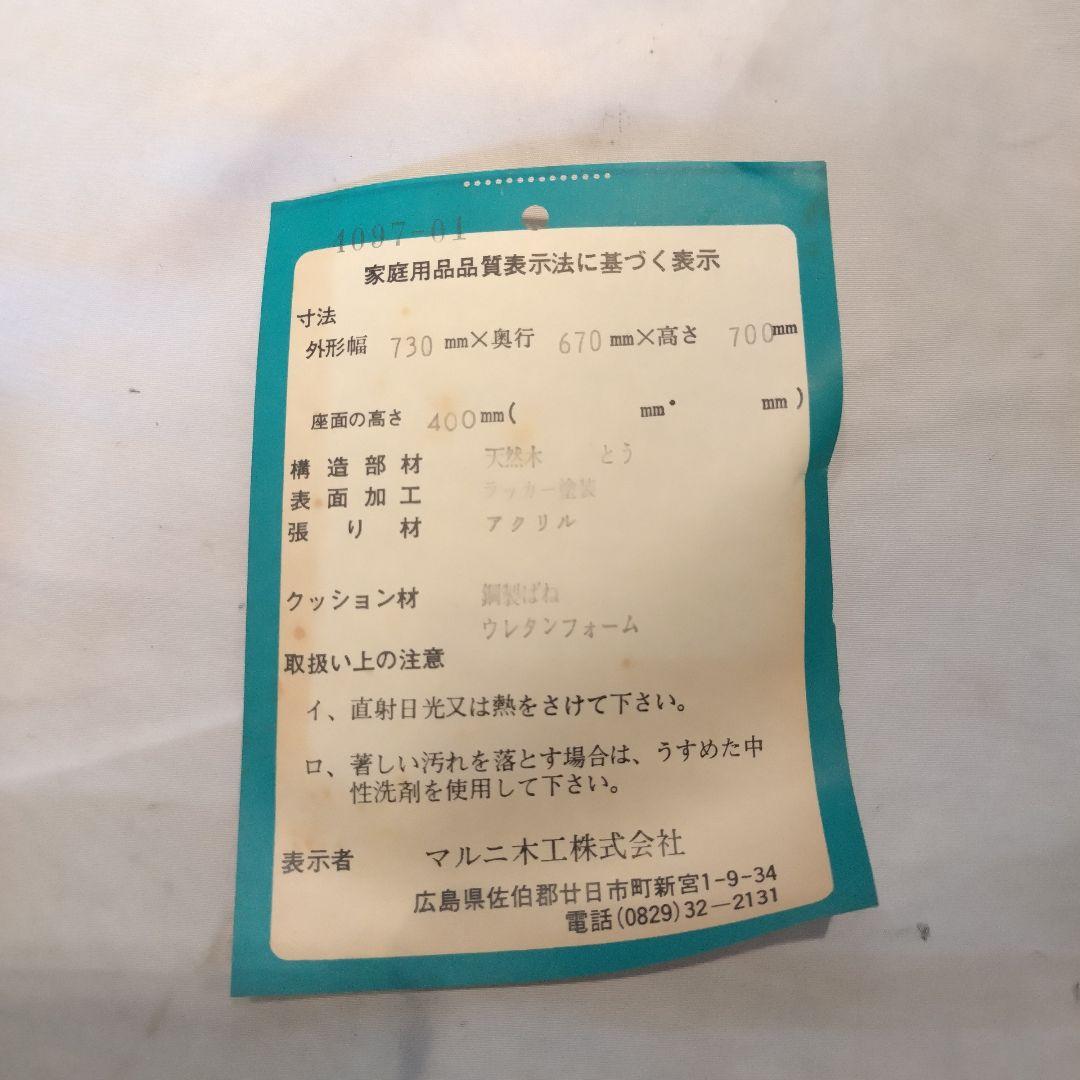 4097-01
家庭用品品質表示法に基づく表示
寸法
外形幅 730 mm×奥行 670 mm×高さ 700mm
座面の高さ 400mm( mm・ mm)
構造部材 天然木 とう
表面加工 ラッカー塗装
張り材 アクリル
クッション材 鋼製ばね
ウレタンフォーム
取扱い上の注意
イ、直射日光又は熱をさけて下さい。
ロ、著しい汚れを落とす場合は、うすめた中
性洗剤を使用して下さい。
表示者 マルニ木工株式会社
広島県佐伯郡廿日市町新宮1-9-34
電話(0829)32-2131